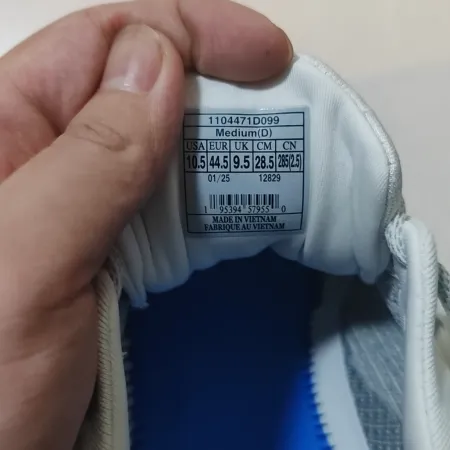 1104471D099
Medium(D)
USA EUR UK CM CN
10.5 44.5 9.5 28.5 285(2.5)
01/25 12829
1 95394 57955 0
MADE IN VIETNAM
FABRIQUE AU VIETNAM